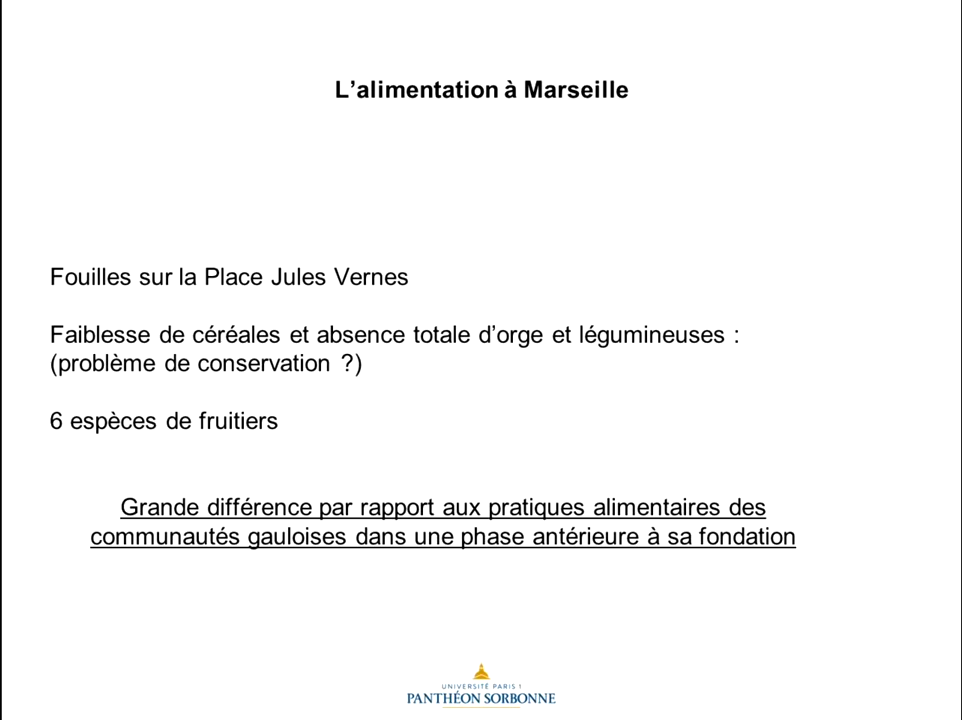 L’alimentation à Marseille
Fouilles sur la Place Jules Vernes
Faiblesse de céréales et absence totale d’orge et légumineuses :
(problème de conservation ?)
6 espèces de fruitiers
Grande différence par rapport aux pratiques alimentaires des
communautés gauloises dans une phase antérieure à sa fondation
UNIVERSITÉ PARIS 1
PANTHÉON SORBONNE